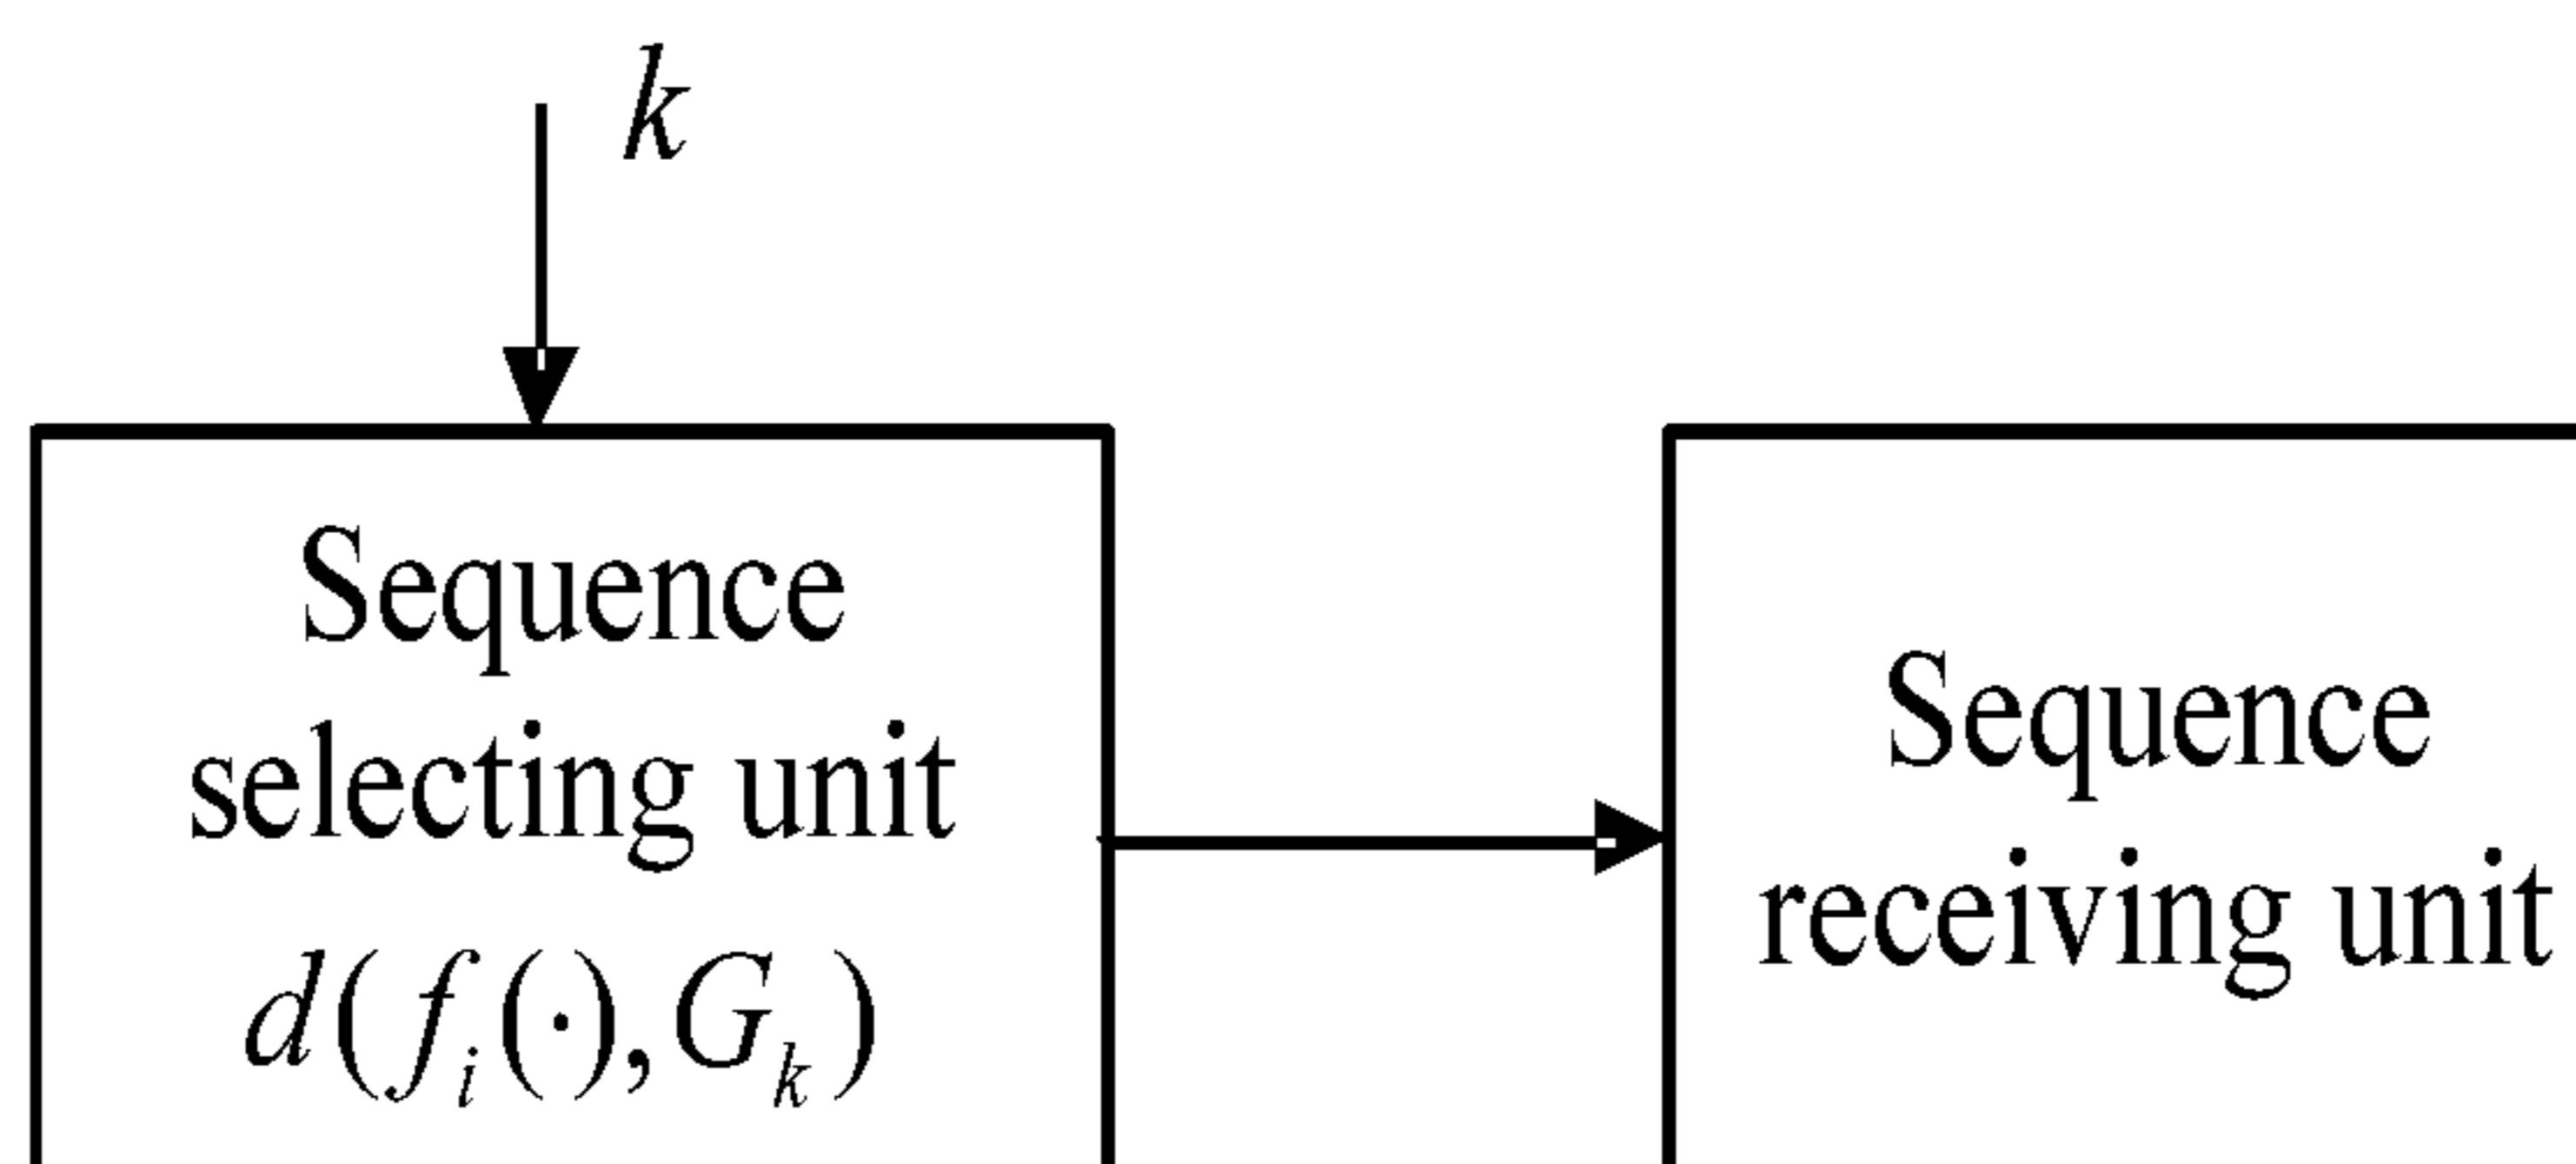 k
Sequence
selecting unit
d(f_i(·), G_k)
Sequence
receiving unit